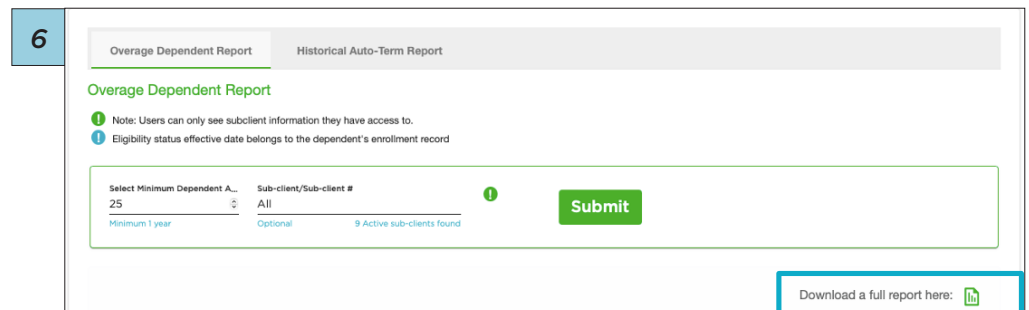 6
Overage Dependent Report Historical Auto-Term Report
Overage Dependent Report
Note: Users can only see subclient information they have access to.
Eligibility status effective date belongs to the dependent's enrollment record
Select Minimum Dependent A... Sub-client/Sub-client #
25 All
Submit
Minimum 1 year Optional 9 Active sub-clients found
Download a full report here: